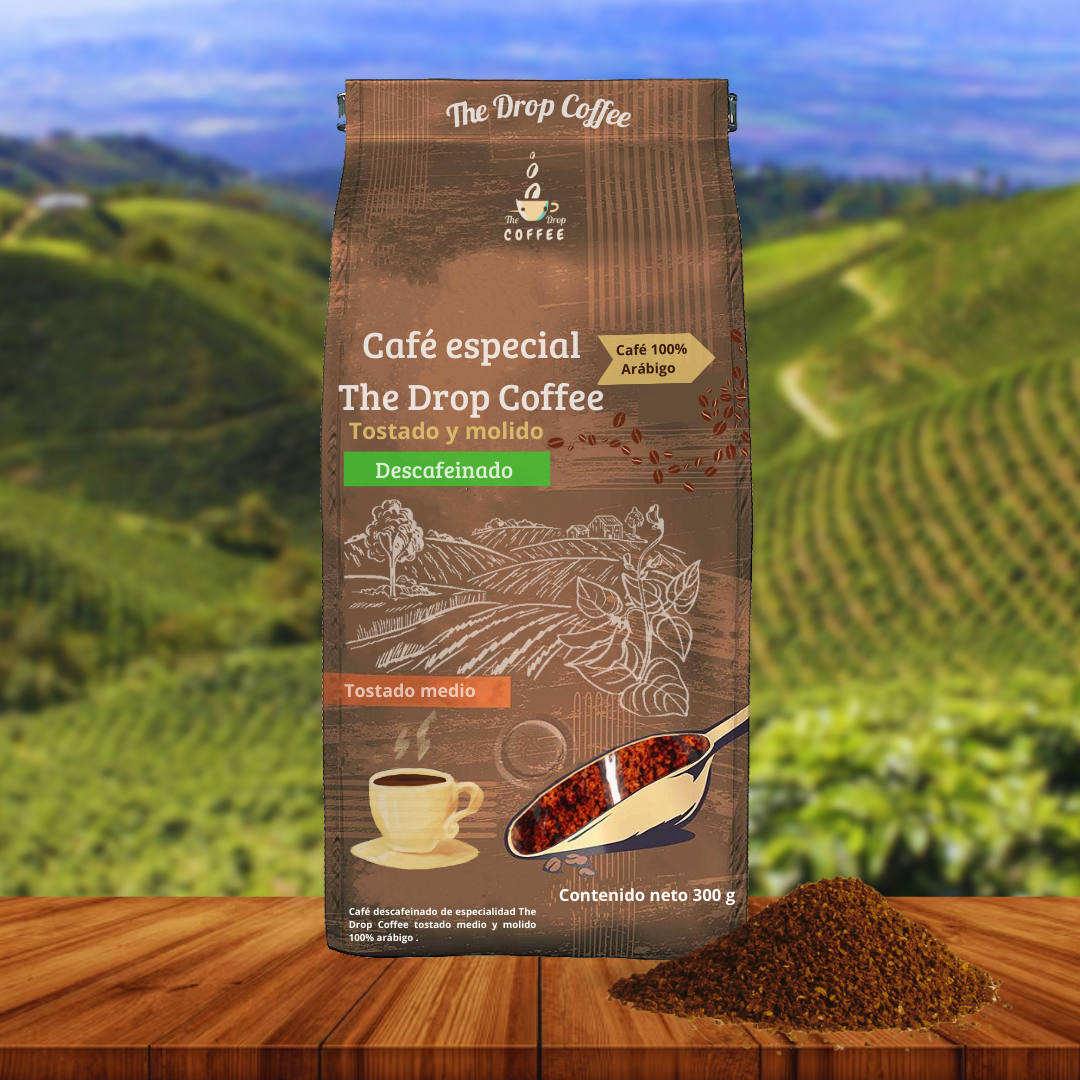 The Drop Coffee
The Drop
COFFEE
Café especial
The Drop Coffee
Café 100%
Arábigo
Tostado y molido
Descafeinado
Tostado medio
Contenido neto 300 g
Café descafeinado de especialidad The
Drop Coffee tostado medio y molido
100% arábigo .